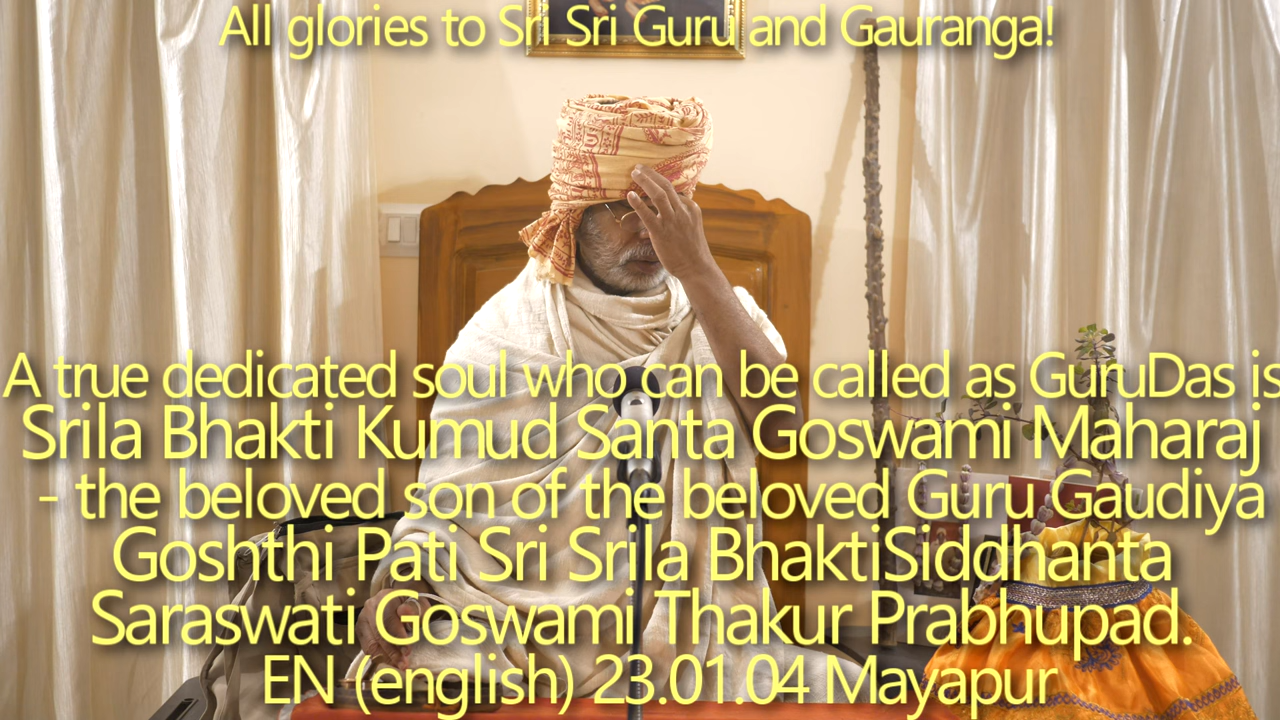 All glories to Sri Sri Guru and Gauranga!
A true dedicated soul who can be called as GuruDas is
Srila Bhakti Kumud Santa Goswami Maharaj
- the beloved son of the beloved Guru Gaudiya
Goshthi Pati Sri Srila BhaktiSiddhanta
Saraswati Goswami Thakur Prabhupad.
EN (english) 23.01.04 Mayapur